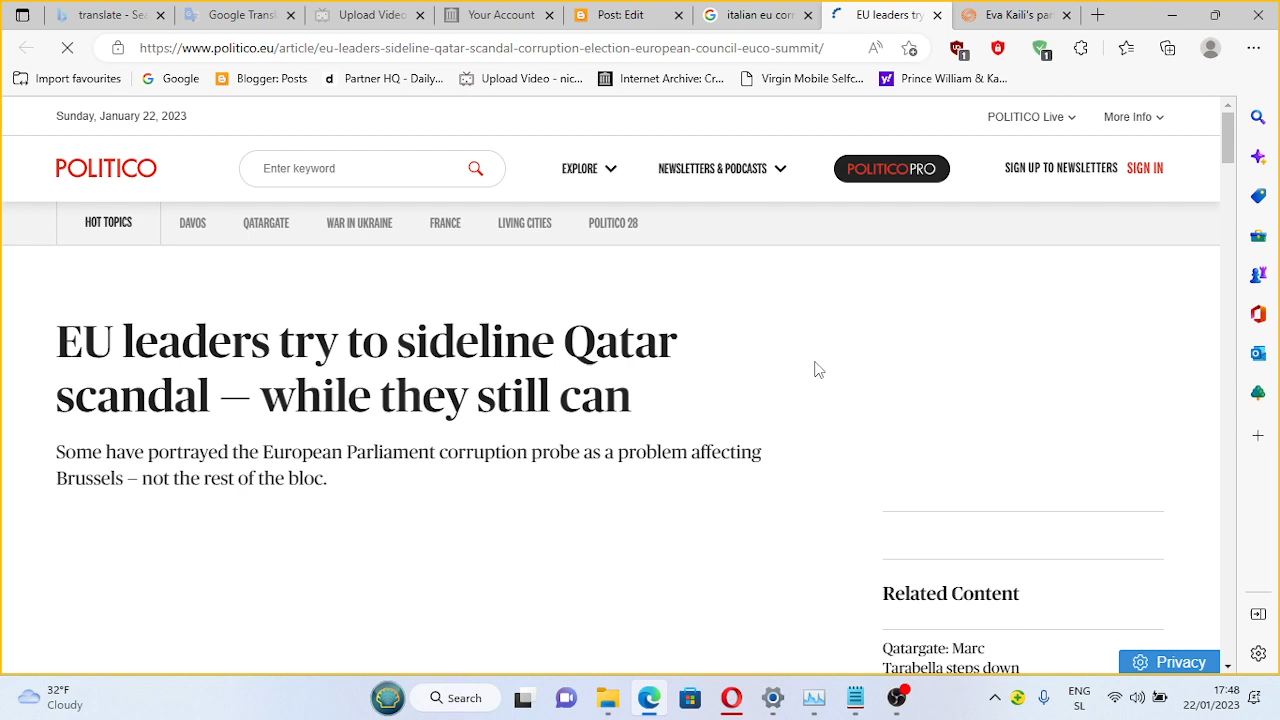 translate - Sea
Google Transla
Upload Video -
Your Account -
Post: Edit
italian eu corr
EU leaders try
Eva Kaili's par
https://www.politico.eu/article/eu-leaders-sideline-qatar-scandal-corruption-election-european-council-euco-summit/
1
1
Import favourites
Google
Blogger: Posts
Partner HQ - Daily...
Upload Video - nic...
Internet Archive: Cr...
Virgin Mobile Selfc...
Prince William & Ka...
Sunday, January 22, 2023
POLITICO Live
More Info
POLITICO
Enter keyword
EXPLORE
NEWSLETTERS & PODCASTS
POLITICO PRO
SIGN UP TO NEWSLETTERS
SIGN IN
HOT TOPICS
DAVOS
QATARGATE
WAR IN UKRAINE
FRANCE
LIVING CITIES
POLITICO 28
EU leaders try to sideline Qatar
scandal — while they still can
Some have portrayed the European Parliament corruption probe as a problem affecting
Brussels – not the rest of the bloc.
Related Content
Qatargate: Marc
Tarabella steps down
Privacy
32°F
Cloudy
Search
ENG
SL
17:48
22/01/2023